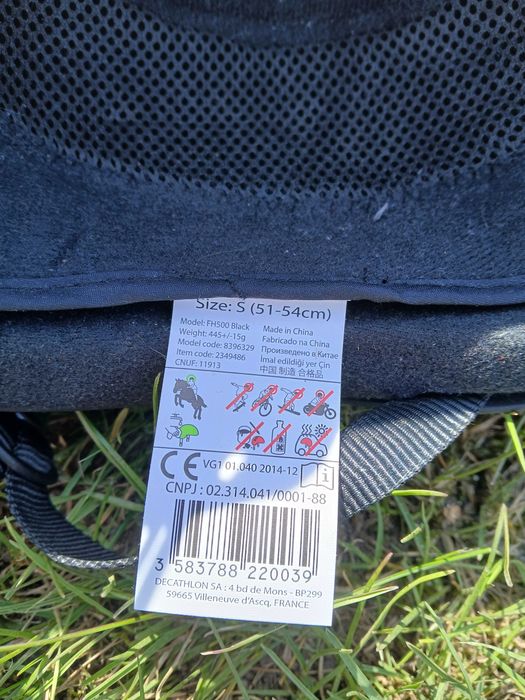 Size: S (51-54cm)
Model: FH500 Black
Weight: 445+/-15g
Model code: 8396329
Item code: 2349486
CNUF: 11913
Made in China
Fabricado na China
Произведено в Китае
İmal edildiği yer Çin
中国 制造 合格品
CE VG1 01.040 2014-12 i
CNPJ : 02.314.041/0001-88
3 583788 220039
DECATHLON SA : 4 bd de Mons - BP299
59665 Villeneuve d'Ascq, FRANCE